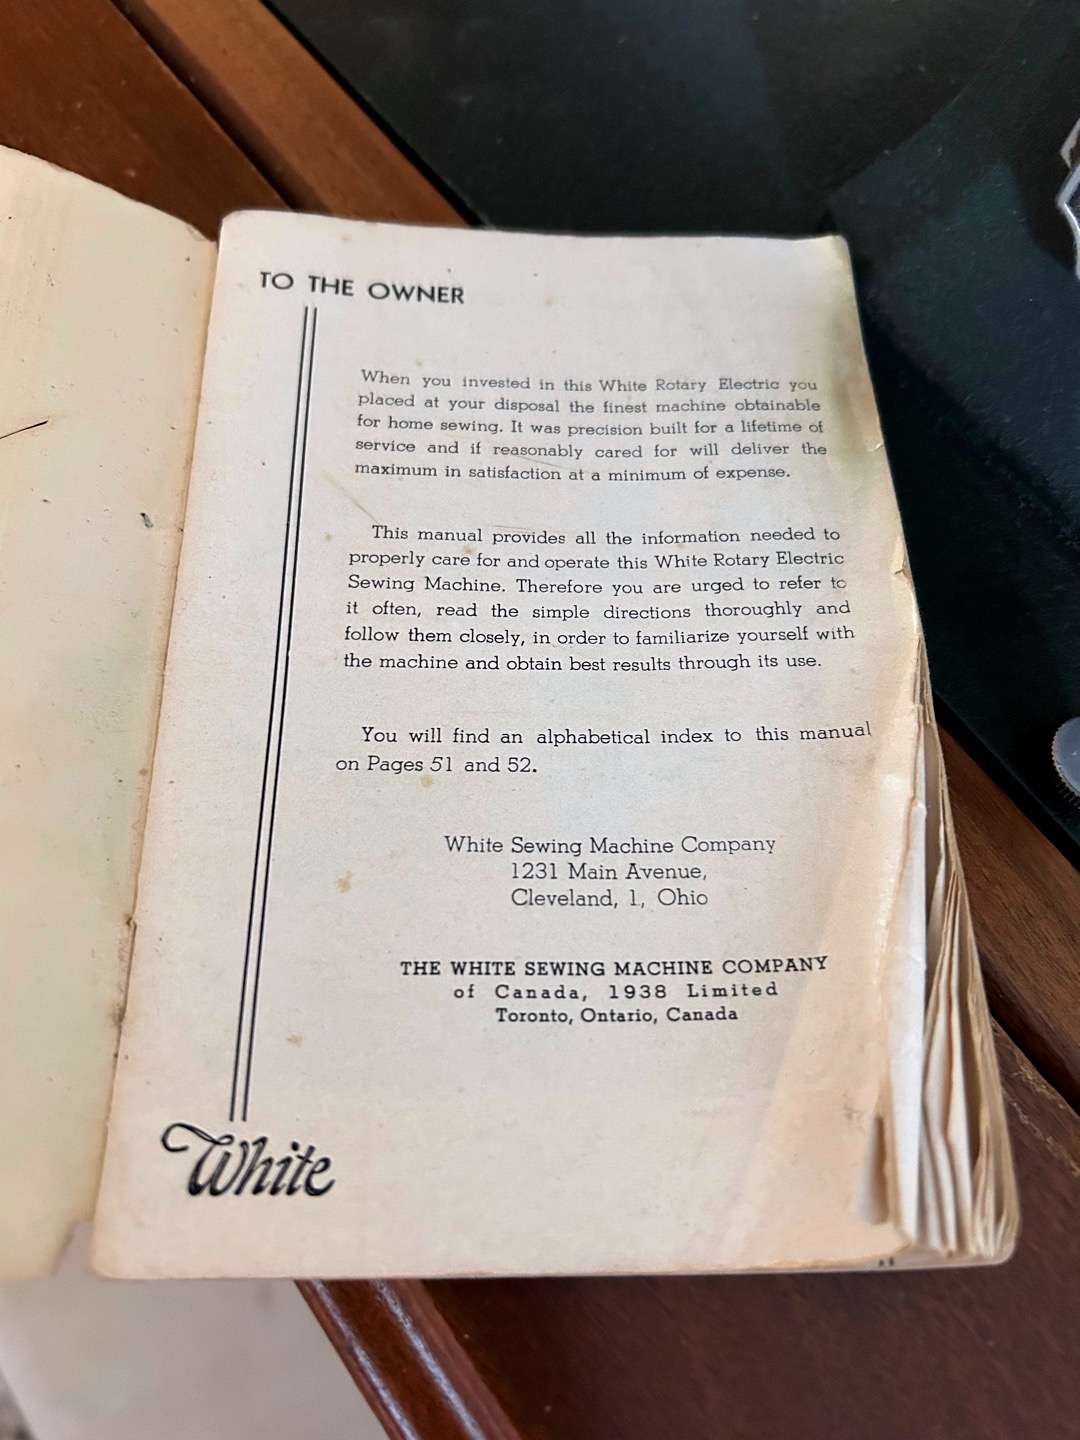 TO THE OWNER
When you invested in this White Rotary Electric you
placed at your disposal the finest machine obtainable
for home sewing. It was precision built for a lifetime of
service and if reasonably cared for will deliver the
maximum in satisfaction at a minimum of expense.
This manual provides all the information needed to
properly care for and operate this White Rotary Electric
Sewing Machine. Therefore you are urged to refer to
it often, read the simple directions thoroughly and
follow them closely, in order to familiarize yourself with
the machine and obtain best results through its use.
You will find an alphabetical index to this manual
on Pages 51 and 52.
White Sewing Machine Company
1231 Main Avenue,
Cleveland, 1, Ohio
THE WHITE SEWING MACHINE COMPANY
of Canada, 1938 Limited
Toronto, Ontario, Canada
White